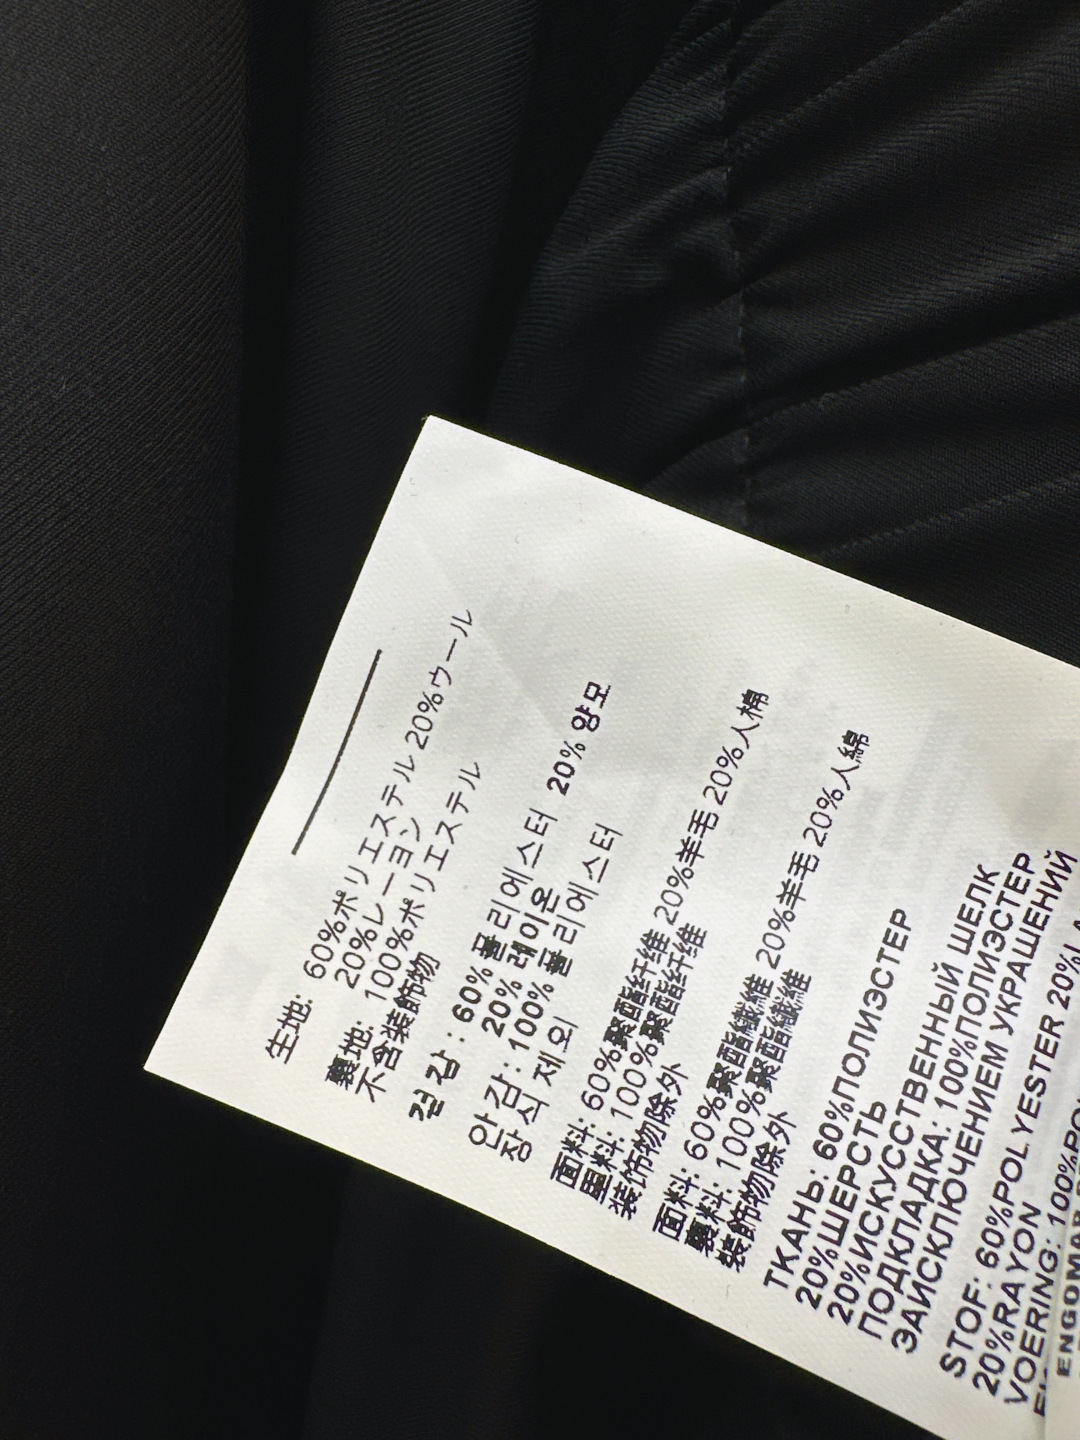 生地: 60%ポリエステル 20%ウール
20%レーヨン
裏地: 100%ポリエステル
不含装飾物
겉 감 : 60% 폴리에스터 20% 양모
20% 레이온
안 감 : 100% 폴리에스터
장식 제외
面料: 60%聚酯纤维 20%羊毛 20%人棉
里料: 100%聚酯纤维
装饰物除外
面料: 60%聚酯纖維 20%羊毛 20%人綿
裏料: 100%聚酯纖維
装飾物除外
ТКАНЬ: 60%ПОЛИЭСТЕР
20%ШЕРСТЬ
20%ИСКУССТВЕННЫЙ ШЕЛК
ПОДКЛАДКА: 100%ПОЛИЭСТЕР
ЗАИСКЛЮЧЕНИЕМ УКРАШЕНИЙ
STOF: 60%POLYESTER 20%LA
20%RAYON
VOERING: 100%PO